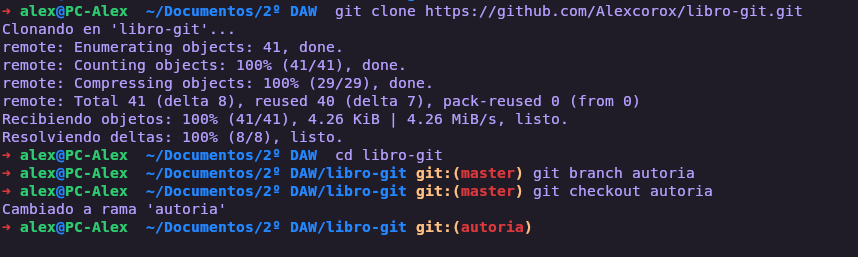 → alex@PC-Alex ~/Documentos/2º DAW git clone https://github.com/Alexcorox/libro-git.git
Clonando en 'libro-git'...
remote: Enumerating objects: 41, done.
remote: Counting objects: 100% (41/41), done.
remote: Compressing objects: 100% (29/29), done.
remote: Total 41 (delta 8), reused 40 (delta 7), pack-reused 0 (from 0)
Recibiendo objetos: 100% (41/41), 4.26 KiB | 4.26 MiB/s, listo.
Resolviendo deltas: 100% (8/8), listo.
→ alex@PC-Alex ~/Documentos/2º DAW cd libro-git
→ alex@PC-Alex ~/Documentos/2º DAW/libro-git git:(master) git branch autoria
→ alex@PC-Alex ~/Documentos/2º DAW/libro-git git:(master) git checkout autoria
Cambiado a rama 'autoria'
→ alex@PC-Alex ~/Documentos/2º DAW/libro-git git:(autoria)